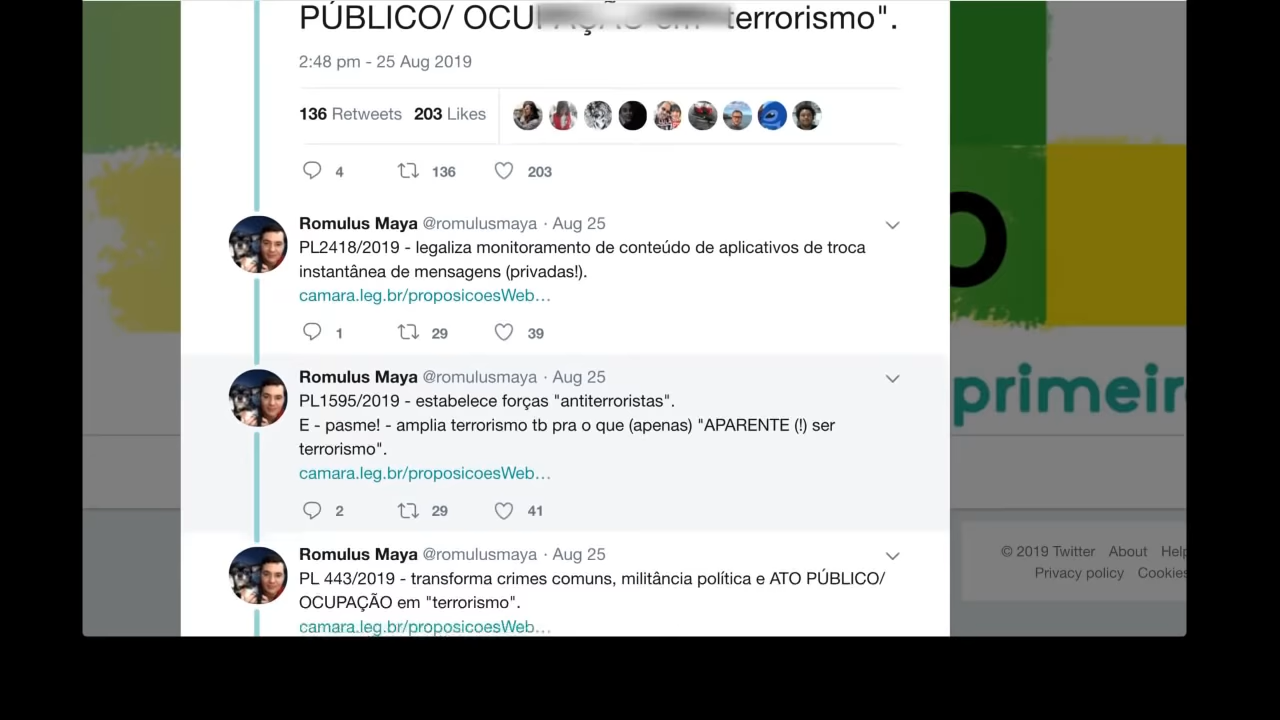 PÚBLICO/ OCUPAÇÃO em "terrorismo".
2:48 pm - 25 Aug 2019
136 Retweets 203 Likes
4 136 203
Romulus Maya @romulusmaya · Aug 25
PL2418/2019 - legaliza monitoramento de conteúdo de aplicativos de troca
instantânea de mensagens (privadas!).
camara.leg.br/proposicoesWeb…
1 29 39
Romulus Maya @romulusmaya · Aug 25
PL1595/2019 - estabelece forças "antiterroristas".
E - pasme! - amplia terrorismo tb pra o que (apenas) "APARENTE (!) ser
terrorismo".
camara.leg.br/proposicoesWeb…
2 29 41
Romulus Maya @romulusmaya · Aug 25
PL 443/2019 - transforma crimes comuns, militância política e ATO PÚBLICO/
OCUPAÇÃO em "terrorismo".
camara.leg.br/proposicoesWeb…
O
primeir
© 2019 Twitter About Help
Privacy policy Cookies